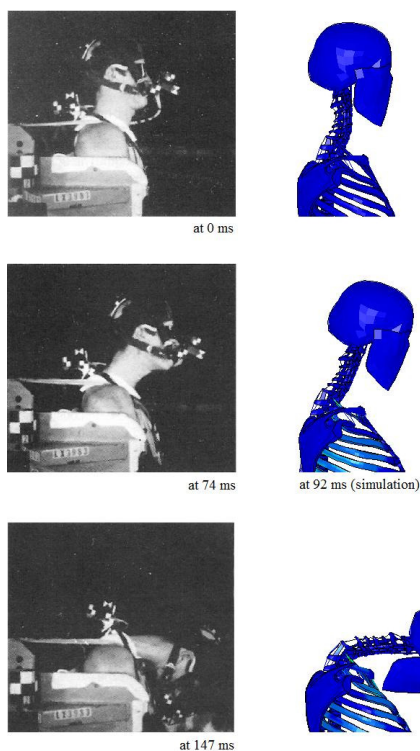 at 0 ms
at 74 ms
at 92 ms (simulation)
at 147 ms